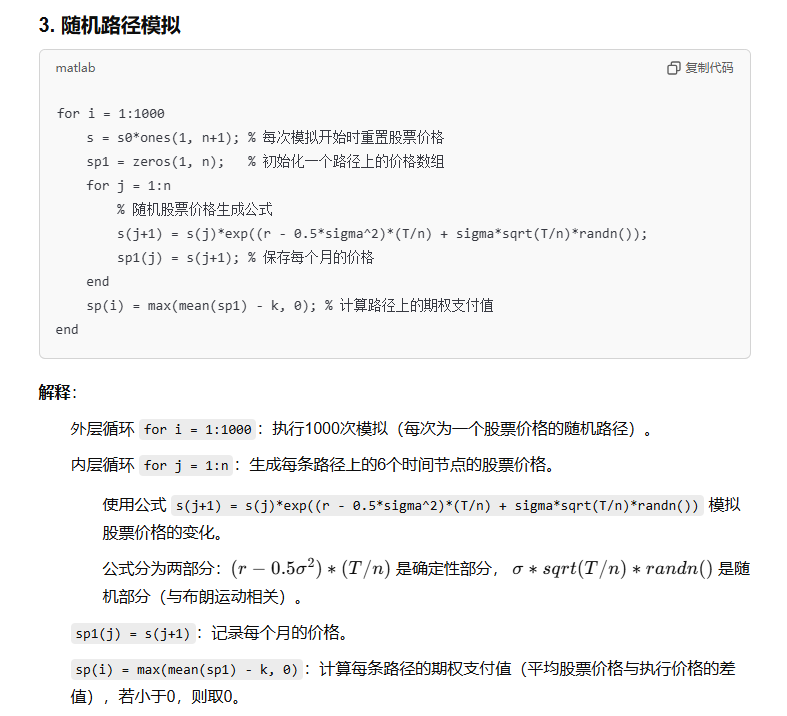 3. 随机路径模拟
matlab
复制代码
for i = 1:1000
    s = s0*ones(1, n+1); % 每次模拟开始时重置股票价格
    sp1 = zeros(1, n);   % 初始化一个路径上的价格数组
    for j = 1:n
        % 随机股票价格生成公式
        s(j+1) = s(j)*exp((r - 0.5*sigma^2)*(T/n) + sigma*sqrt(T/n)*randn());
        sp1(j) = s(j+1); % 保存每个月的价格
    end
    sp(i) = max(mean(sp1) - k, 0); % 计算路径上的期权支付值
end
解释：
外层循环 for i = 1:1000：执行1000次模拟（每次为一个股票价格的随机路径）。
内层循环 for j = 1:n：生成每条路径上的6个时间节点的股票价格。
使用公式 s(j+1) = s(j)*exp((r - 0.5*sigma^2)*(T/n) + sigma*sqrt(T/n)*randn()) 模拟
股票价格的变化。
公式分为两部分：(r − 0.5σ²) * (T/n) 是确定性部分， σ * sqrt(T/n) * randn() 是随
机部分（与布朗运动相关）。
sp1(j) = s(j+1)：记录每个月的价格。
sp(i) = max(mean(sp1) - k, 0)：计算每条路径的期权支付值（平均股票价格与执行价格的差
值），若小于0，则取0。